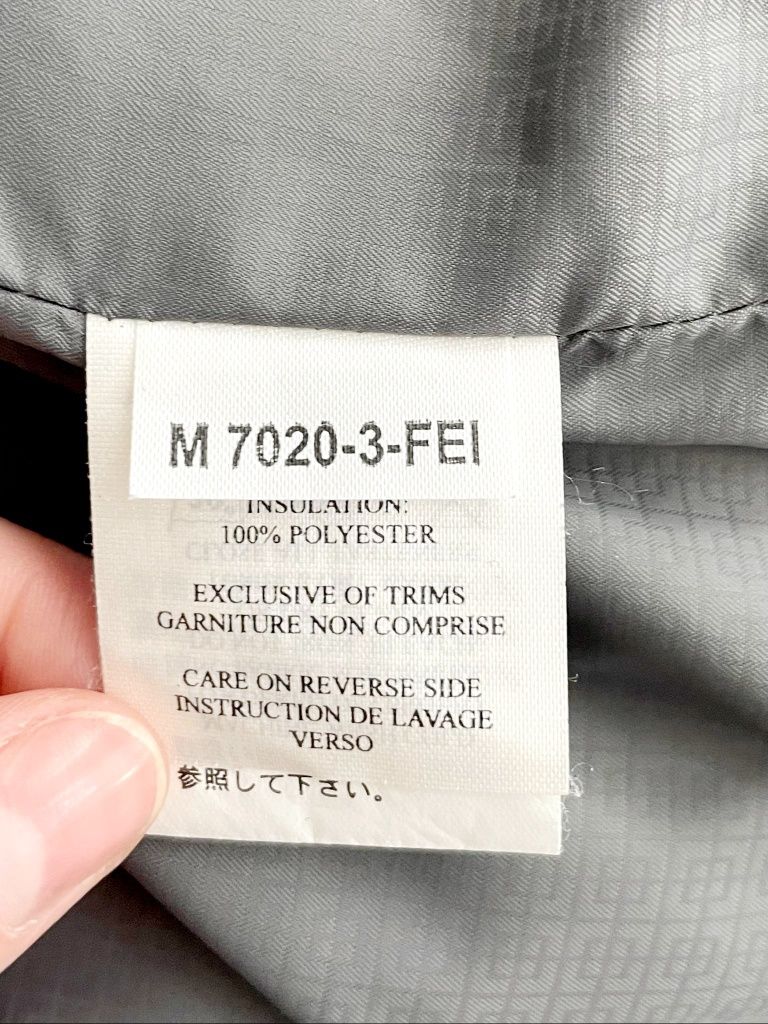 M 7020-3-FEI
INSULATION:
100% POLYESTER
EXCLUSIVE OF TRIMS
GARNITURE NON COMPRISE
CARE ON REVERSE SIDE
INSTRUCTION DE LAVAGE
VERSO
参照して下さい。